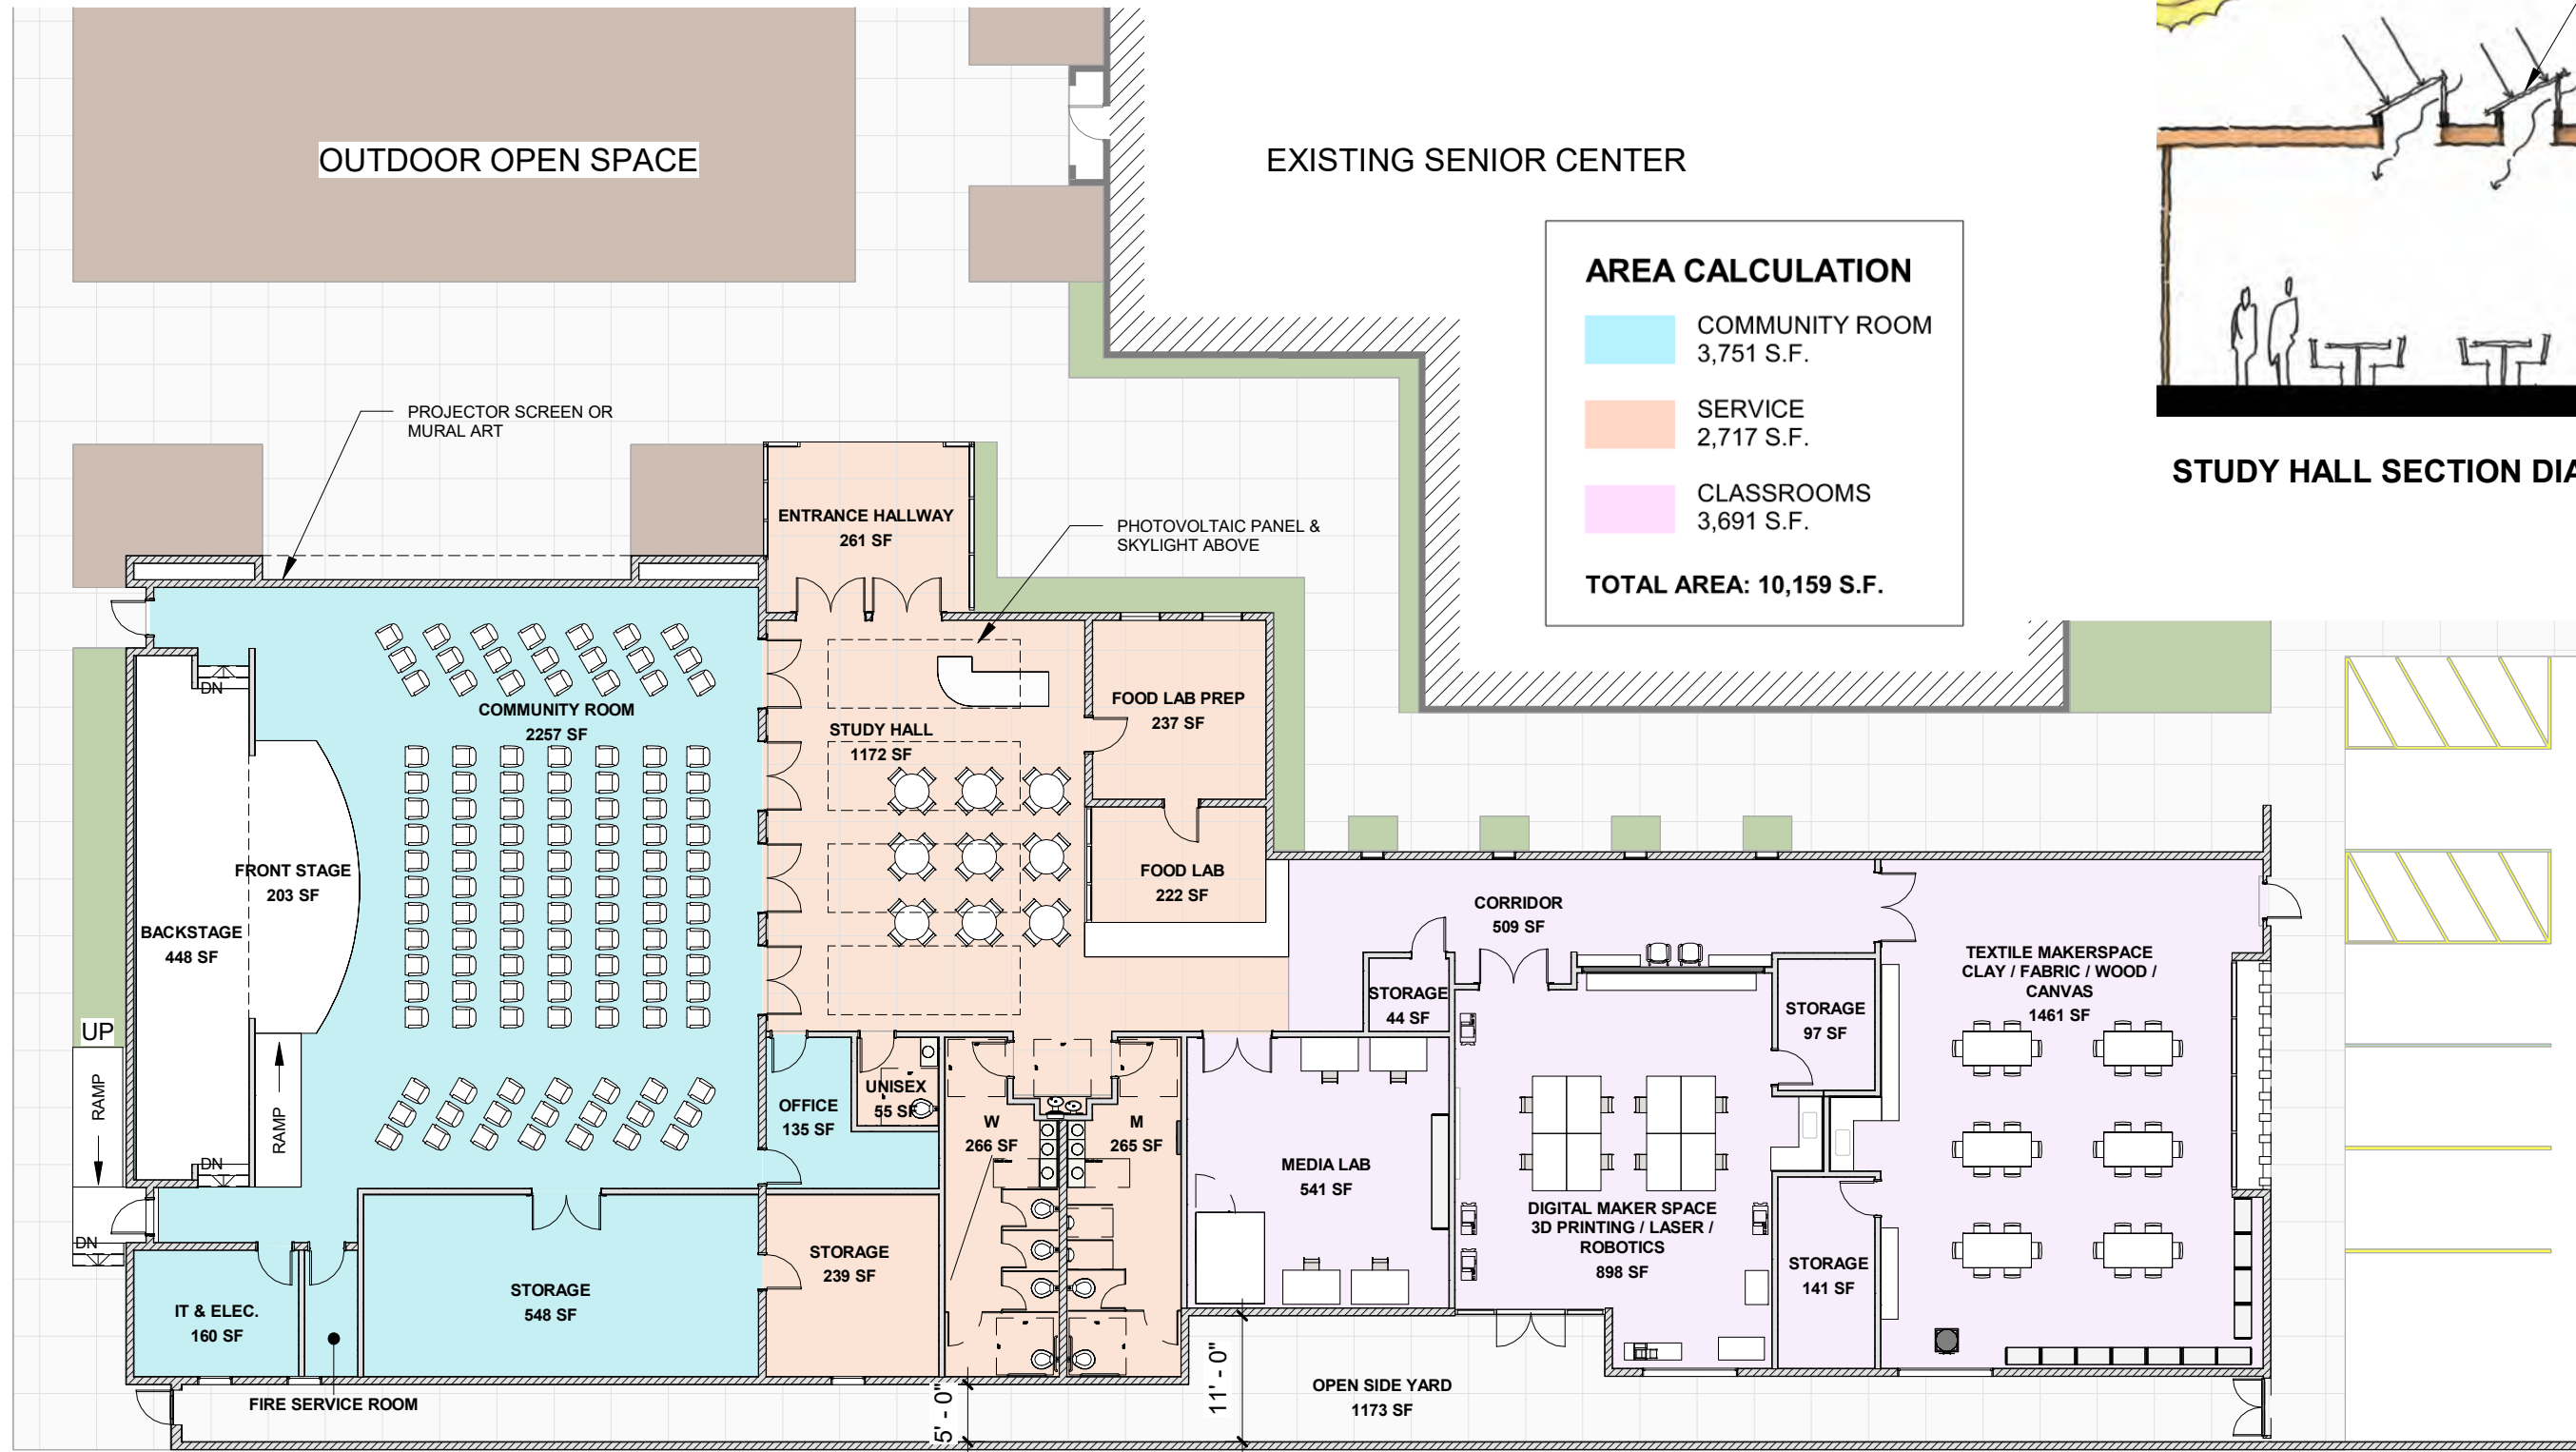 OUTDOOR OPEN SPACE
EXISTING SENIOR CENTER
AREA CALCULATION
COMMUNITY ROOM
3,751 S.F.
SERVICE
2,717 S.F.
CLASSROOMS
3,691 S.F.
TOTAL AREA: 10,159 S.F.
STUDY HALL SECTION DIA
PROJECTOR SCREEN OR
MURAL ART
ENTRANCE HALLWAY
261 SF
PHOTOVOLTAIC PANEL &
SKYLIGHT ABOVE
DN
COMMUNITY ROOM
2257 SF
STUDY HALL
1172 SF
FOOD LAB PREP
237 SF
FRONT STAGE
203 SF
FOOD LAB
222 SF
BACKSTAGE
448 SF
CORRIDOR
509 SF
TEXTILE MAKERSPACE
CLAY / FABRIC / WOOD /
CANVAS
1461 SF
STORAGE
44 SF
STORAGE
97 SF
UP
RAMP
RAMP
DN
DN
OFFICE
135 SF
UNISEX
55 SF
W
266 SF
M
265 SF
MEDIA LAB
541 SF
DIGITAL MAKER SPACE
3D PRINTING / LASER /
ROBOTICS
898 SF
STORAGE
239 SF
STORAGE
141 SF
STORAGE
548 SF
IT & ELEC.
160 SF
FIRE SERVICE ROOM
5' - 0"
11' - 0"
OPEN SIDE YARD
1173 SF